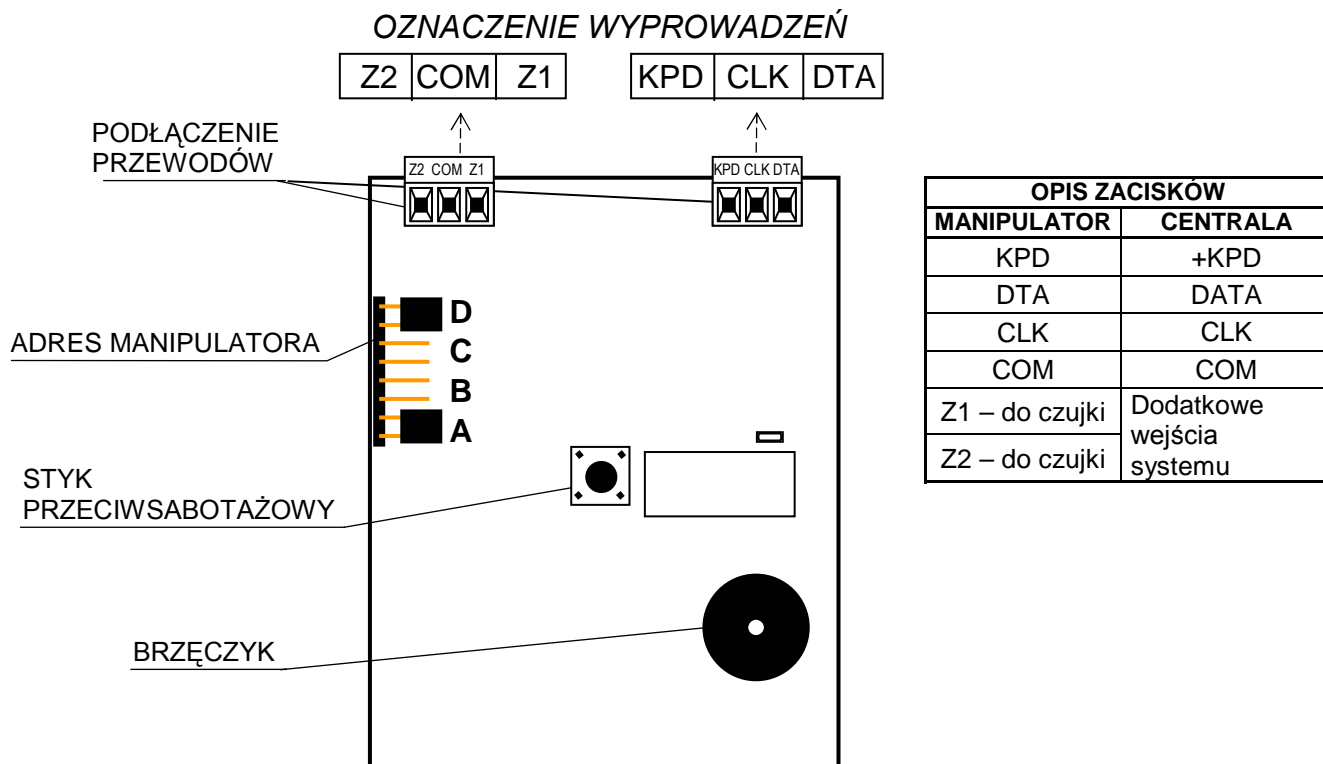 OZNACZENIE WYPROWADZEŃ
Z2 COM Z1
KPD CLK DTA
PODŁĄCZENIE
PRZEWODÓW
Z2 COM Z1
KPD CLK DTA
ADRES MANIPULATORA
D
C
B
A
STYK
PRZECIWSABOTAŻOWY
BRZĘCZYK
OPIS ZACISKÓW
MANIPULATOR CENTRALA
KPD +KPD
DTA DATA
CLK CLK
COM COM
Z1 – do czujki
Z2 – do czujki
Dodatkowe
wejścia
systemu